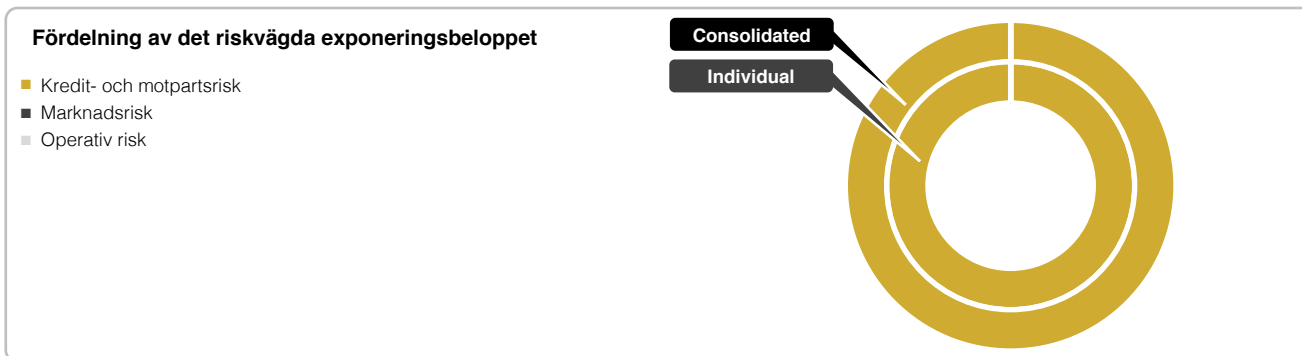 Fördelning av det riskvägda exponeringsbeloppet
Kredit- och motpartsrisk
Marknadsrisk
Operativ risk
Consolidated
Individual